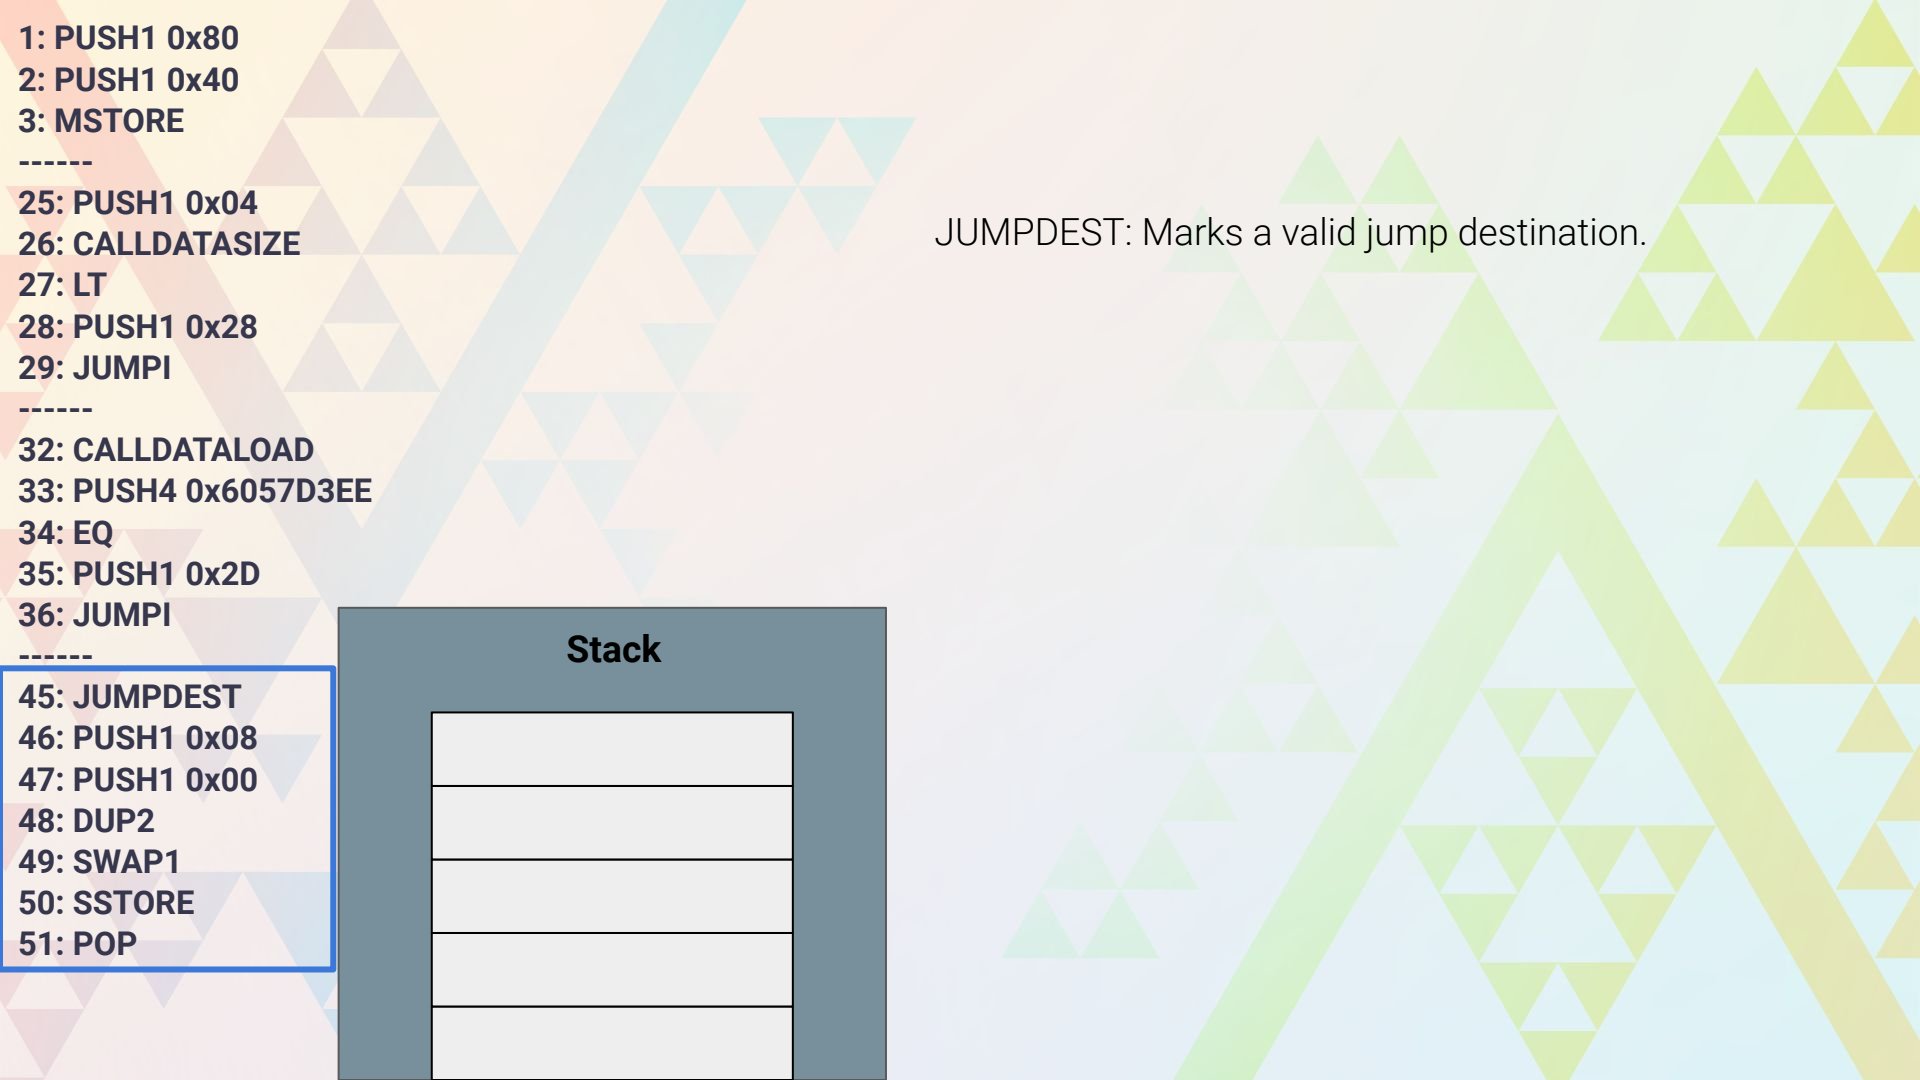 1: PUSH1 0x80
2: PUSH1 0x40
3: MSTORE
------
25: PUSH1 0x04
26: CALLDATASIZE
27: LT
28: PUSH1 0x28
29: JUMPI
------
32: CALLDATALOAD
33: PUSH4 0x6057D3EE
34: EQ
35: PUSH1 0x2D
36: JUMPI
------
45: JUMPDEST
46: PUSH1 0x08
47: PUSH1 0x00
48: DUP2
49: SWAP1
50: SSTORE
51: POP
Stack
JUMPDEST: Marks a valid jump destination.